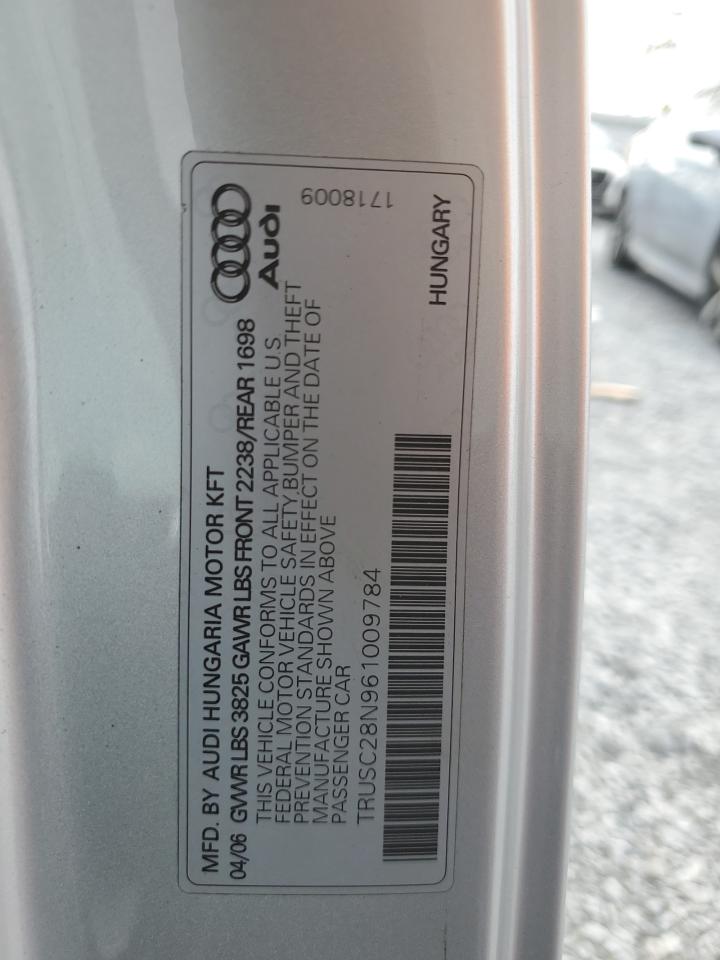 MFD. BY AUDI HUNGARIA MOTOR KFT
04/06 GVWR LBS 3825 GAWR LBS FRONT 2238/REAR 1698
THIS VEHICLE CONFORMS TO ALL APPLICABLE U.S.
FEDERAL MOTOR VEHICLE SAFETY,BUMPER AND THEFT
PREVENTION STANDARDS IN EFFECT ON THE DATE OF
MANUFACTURE SHOWN ABOVE
PASSENGER CAR
TRUSC28N961009784
Audi
1718009
HUNGARY